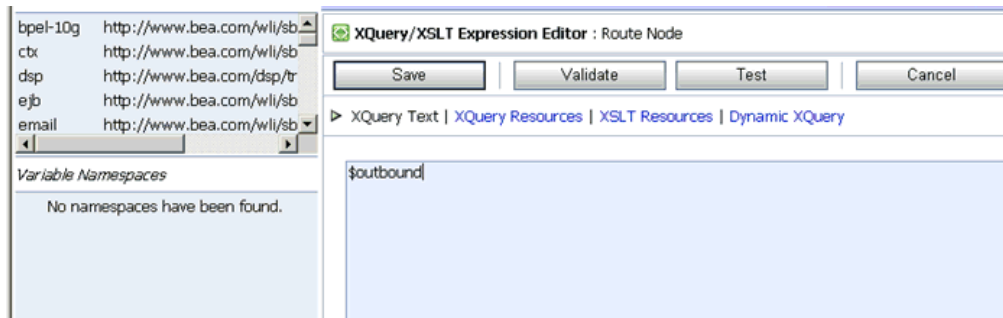 bpel-10g http://www.bea.com/wli/sb
ctx http://www.bea.com/wli/sb
dsp http://www.bea.com/dsp/tr
ejb http://www.bea.com/wli/sb
email http://www.bea.com/wli/sb
Variable Namespaces
No namespaces have been found.
XQuery/XSLT Expression Editor : Route Node
Save Validate Test Cancel
XQuery Text | XQuery Resources | XSLT Resources | Dynamic XQuery
$outbound